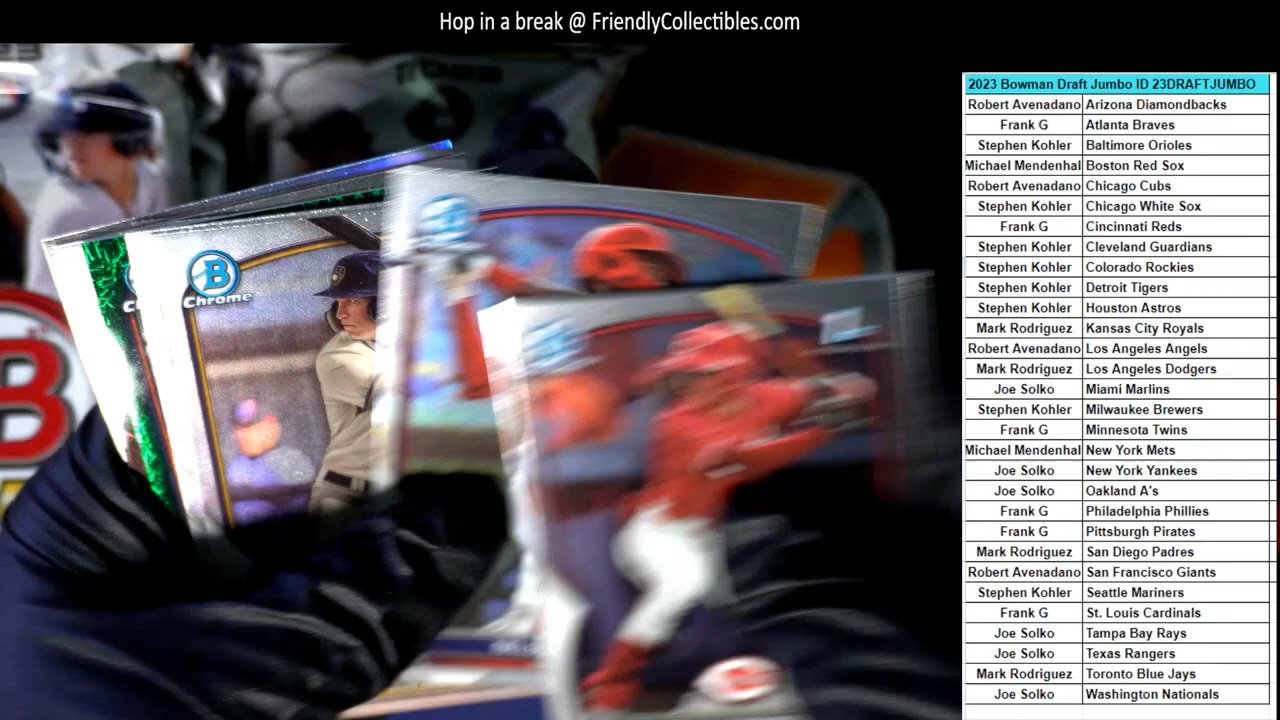 Hop in a break @ FriendlyCollectibles.com
2023 Bowman Draft Jumbo ID 23DRAFTJUMBO
Robert Avenadano Arizona Diamondbacks
Frank G Atlanta Braves
Stephen Kohler Baltimore Orioles
Michael Mendenhal Boston Red Sox
Robert Avenadano Chicago Cubs
Stephen Kohler Chicago White Sox
Frank G Cincinnati Reds
Stephen Kohler Cleveland Guardians
Stephen Kohler Colorado Rockies
Stephen Kohler Detroit Tigers
Stephen Kohler Houston Astros
Mark Rodriguez Kansas City Royals
Robert Avenadano Los Angeles Angels
Mark Rodriguez Los Angeles Dodgers
Joe Solko Miami Marlins
Stephen Kohler Milwaukee Brewers
Frank G Minnesota Twins
Michael Mendenhal New York Mets
Joe Solko New York Yankees
Joe Solko Oakland A's
Frank G Philadelphia Phillies
Frank G Pittsburgh Pirates
Mark Rodriguez San Diego Padres
Robert Avenadano San Francisco Giants
Stephen Kohler Seattle Mariners
Frank G St. Louis Cardinals
Joe Solko Tampa Bay Rays
Joe Solko Texas Rangers
Mark Rodriguez Toronto Blue Jays
Joe Solko Washington Nationals
B
Chrome
B